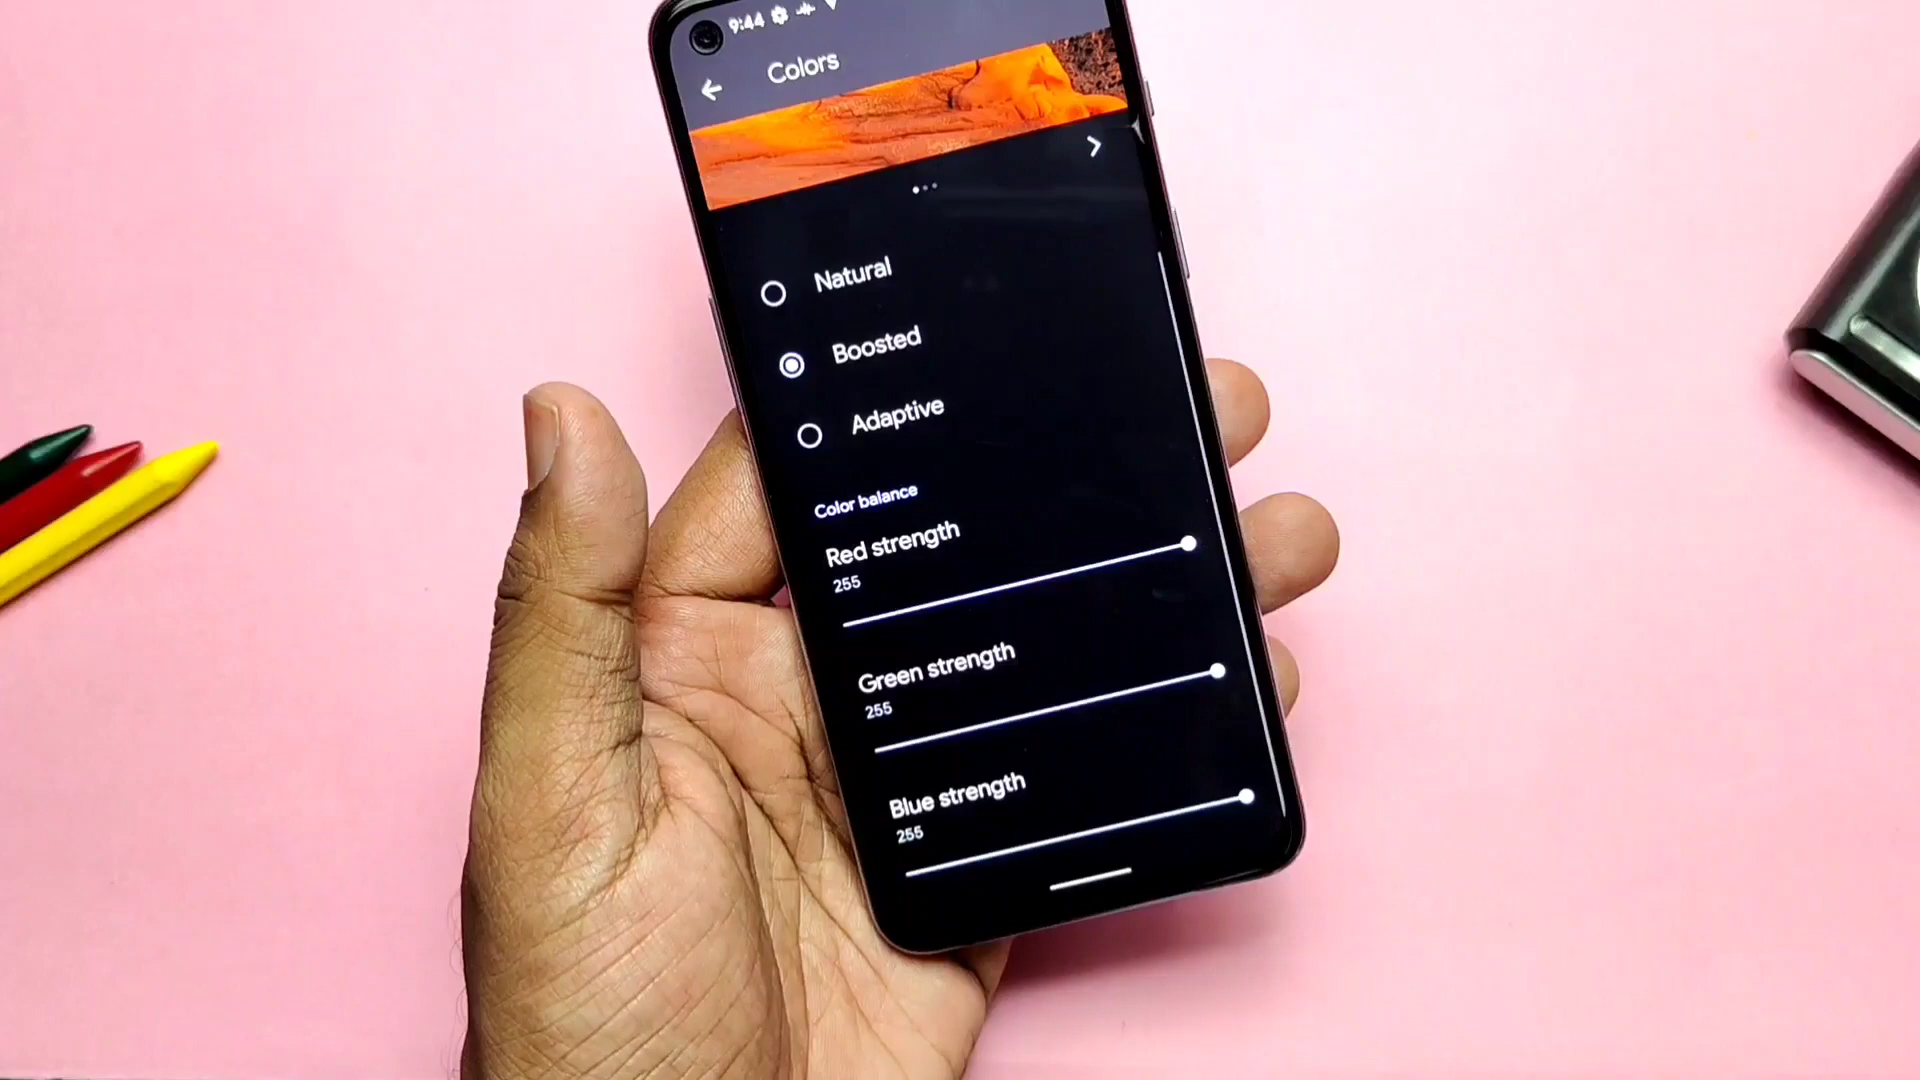 9:44
Colors
Natural
Boosted
Adaptive
Color balance
Red strength
255
Green strength
255
Blue strength
255